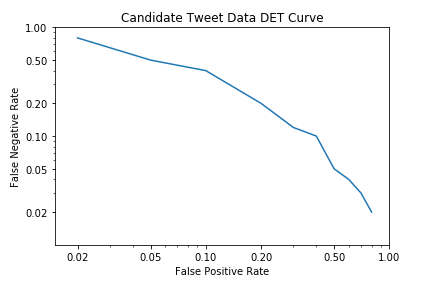 Candidate Tweet Data DET Curve
1.00
0.50
0.20
0.10
0.05
0.02
False Negative Rate
0.02 0.05 0.10 0.20 0.50 1.00
False Positive Rate